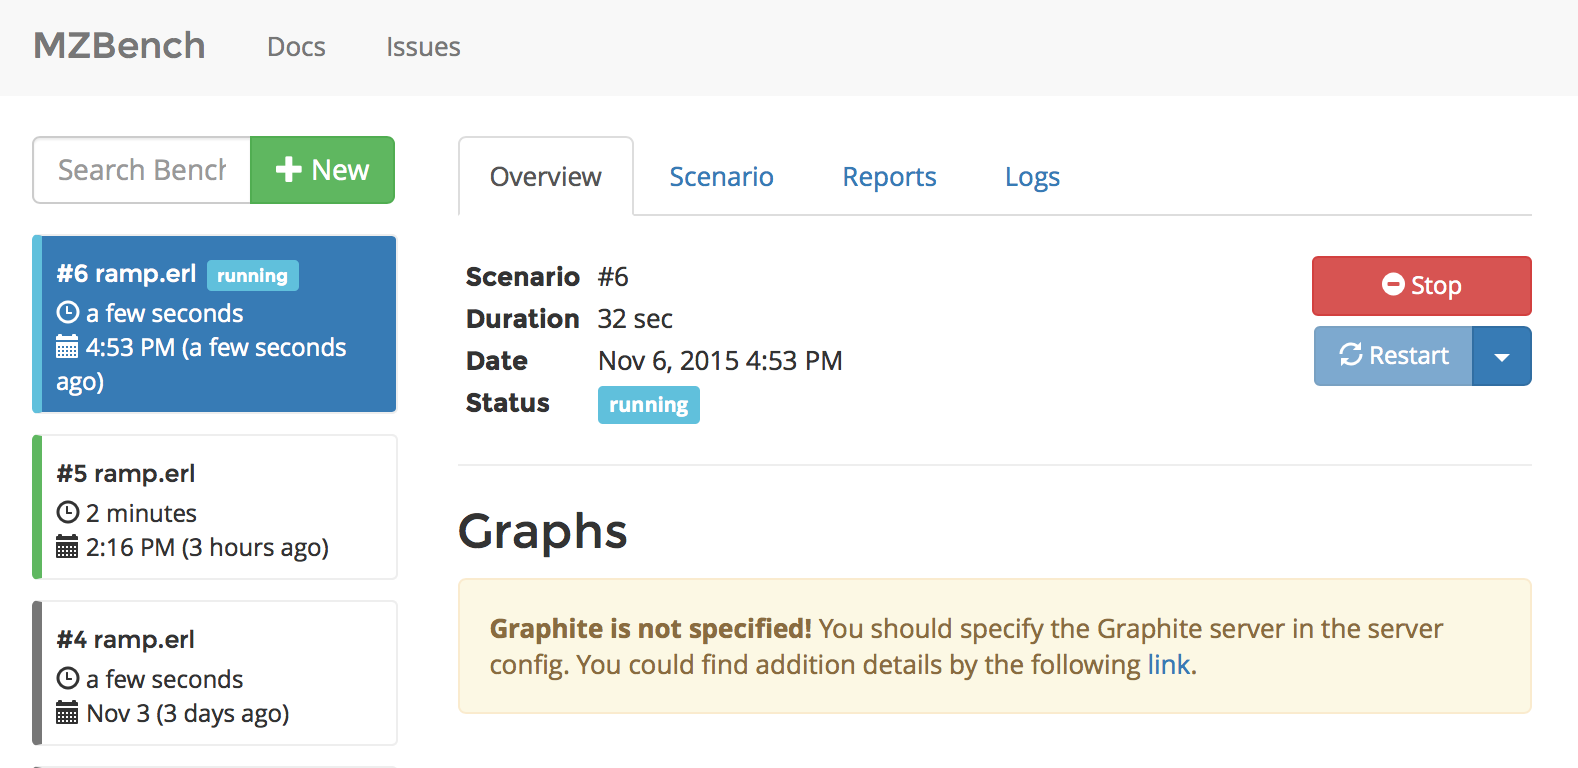 MZBench Docs Issues
Search Bench
New
#6 ramp.erl running
a few seconds
4:53 PM (a few seconds
ago)
#5 ramp.erl
2 minutes
2:16 PM (3 hours ago)
#4 ramp.erl
a few seconds
Nov 3 (3 days ago)
Overview Scenario Reports Logs
Scenario #6
Duration 32 sec
Date Nov 6, 2015 4:53 PM
Status running
Stop
Restart
Graphs
Graphite is not specified! You should specify the Graphite server in the server
config. You could find addition details by the following link.